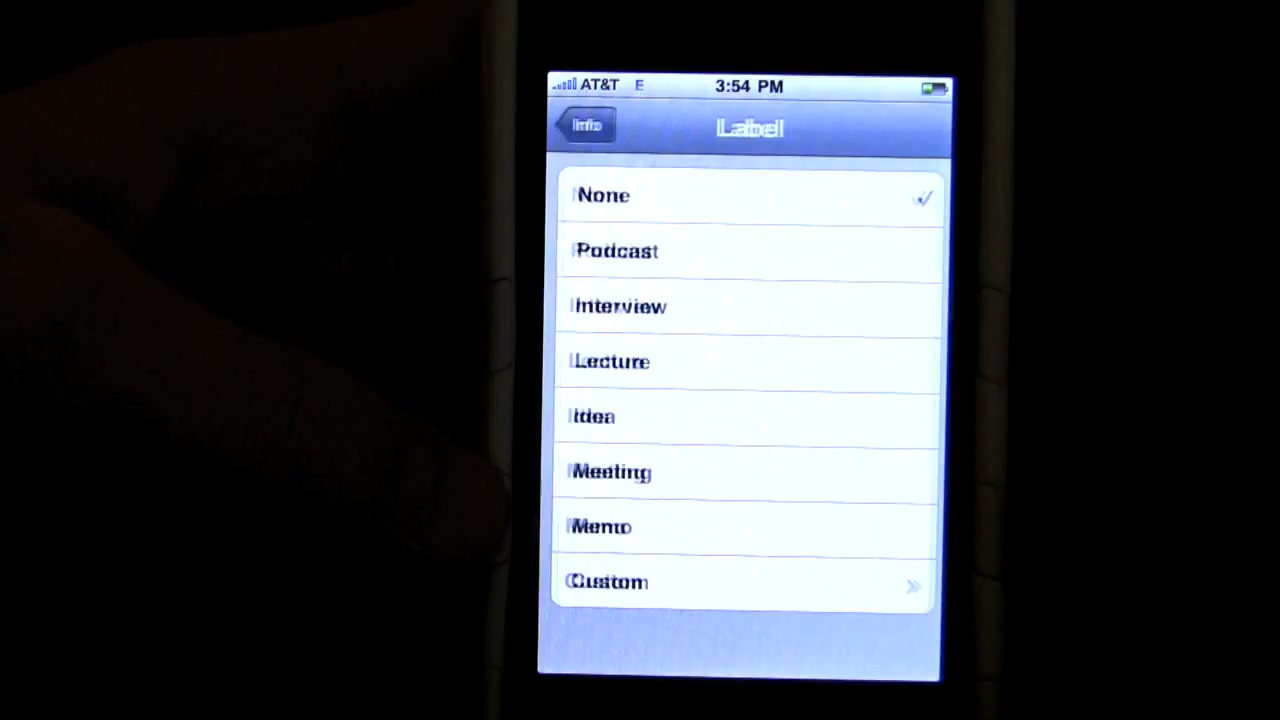 AT&T E 3:54 PM
Info Label
None
Podcast
Interview
Lecture
Idea
Meeting
Memo
Custom